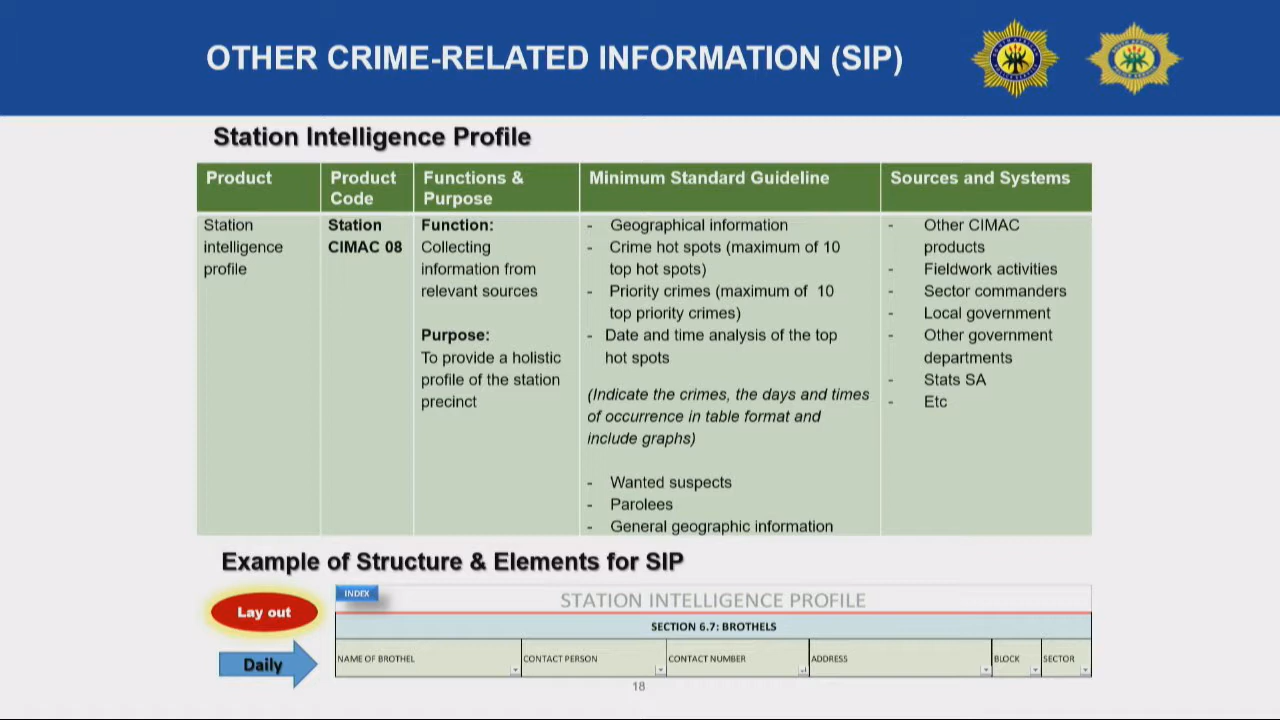 OTHER CRIME-RELATED INFORMATION (SIP)
Station Intelligence Profile
Product
Product Code
Functions & Purpose
Minimum Standard Guideline
Sources and Systems
Station
intelligence
profile
Station
CIMAC 08
Function:
Collecting
information from
relevant sources
Purpose:
To provide a holistic
profile of the station
precinct
- Geographical information
- Crime hot spots (maximum of 10
top hot spots)
- Priority crimes (maximum of 10
top priority crimes)
- Date and time analysis of the top
hot spots
(Indicate the crimes, the days and times
of occurrence in table format and
include graphs)
- Wanted suspects
- Parolees
- General geographic information
- Other CIMAC
products
- Fieldwork activities
- Sector commanders
- Local government
- Other government
departments
- Stats SA
- Etc
Example of Structure & Elements for SIP
Lay out
Daily
INDEX
STATION INTELLIGENCE PROFILE
SECTION 6.7: BROTHELS
NAME OF BROTHEL
CONTACT PERSON
CONTACT NUMBER
ADDRESS
BLOCK
SECTOR
18